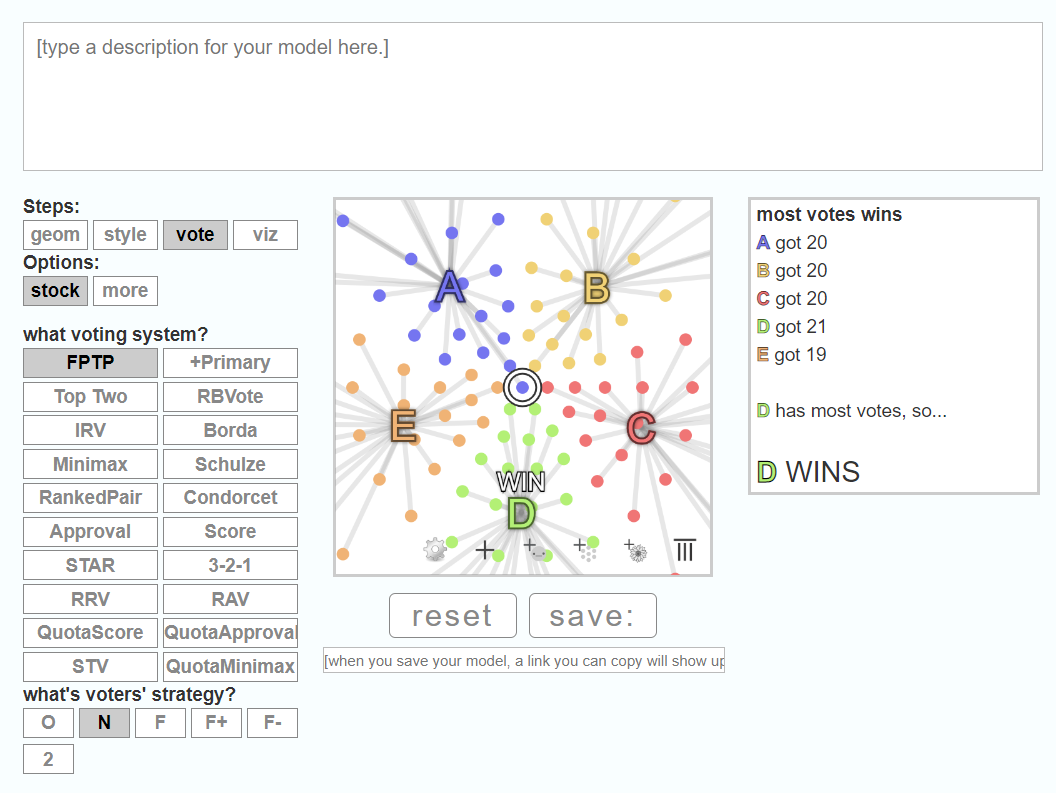 [type a description for your model here.]
Steps:
geom style vote viz
Options:
stock more
what voting system?
FPTP +Primary
Top Two RBVote
IRV Borda
Minimax Schulze
RankedPair Condorcet
Approval Score
STAR 3-2-1
RRV RAV
QuotaScore QuotaApproval
STV QuotaMinimax
what's voters' strategy?
O N F F+ F-
2
A
B
E
C
WIN
D
reset save:
[when you save your model, a link you can copy will show up
most votes wins
A got 20
B got 20
C got 20
D got 21
E got 19
D has most votes, so...
D WINS